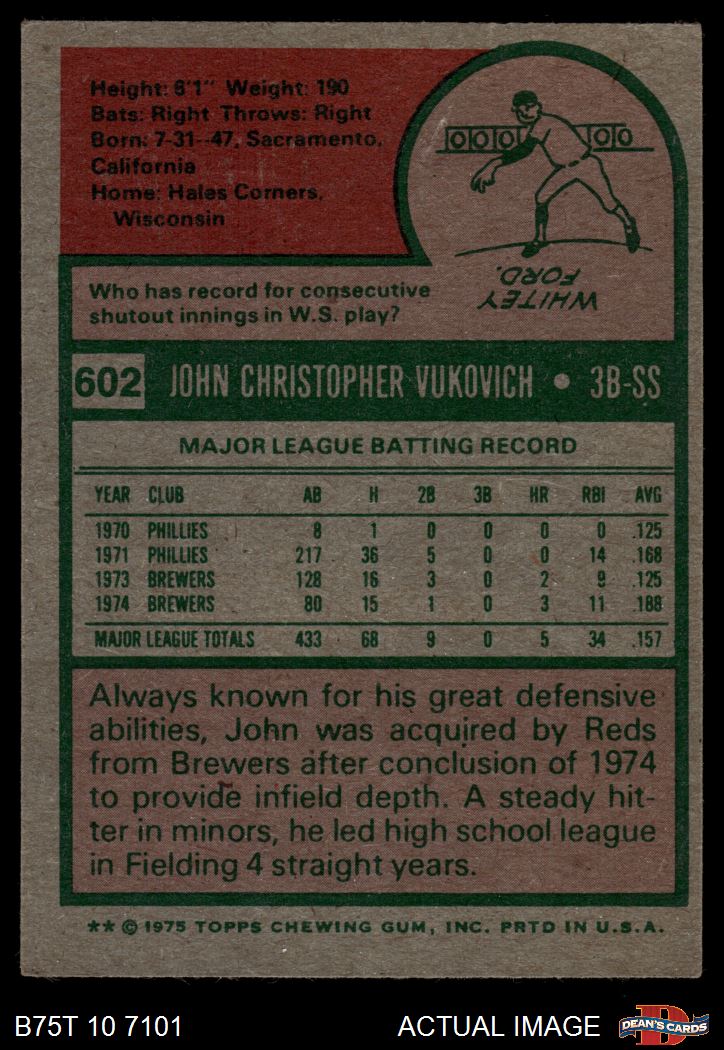 Height: 6'1" Weight: 190
Bats: Right Throws: Right
Born: 7-31--47, Sacramento,
California
Home: Hales Corners,
Wisconsin
Who has record for consecutive
shutout innings in W.S. play?
WHITEY
FORD.
602 JOHN CHRISTOPHER VUKOVICH • 3B-SS
MAJOR LEAGUE BATTING RECORD
YEAR CLUB AB H 2B 3B HR RBI AVG
1970 PHILLIES 8 1 0 0 0 0 .125
1971 PHILLIES 217 36 5 0 0 14 .168
1973 BREWERS 128 16 3 0 2 9 .125
1974 BREWERS 80 15 1 0 3 11 .188
MAJOR LEAGUE TOTALS 433 68 9 0 5 34 .157
Always known for his great defensive
abilities, John was acquired by Reds
from Brewers after conclusion of 1974
to provide infield depth. A steady hit-
ter in minors, he led high school league
in Fielding 4 straight years.
** © 1975 TOPPS CHEWING GUM, INC. PRTD IN U.S.A.
B75T 10 7101 ACTUAL IMAGE DEAN'S CARDS